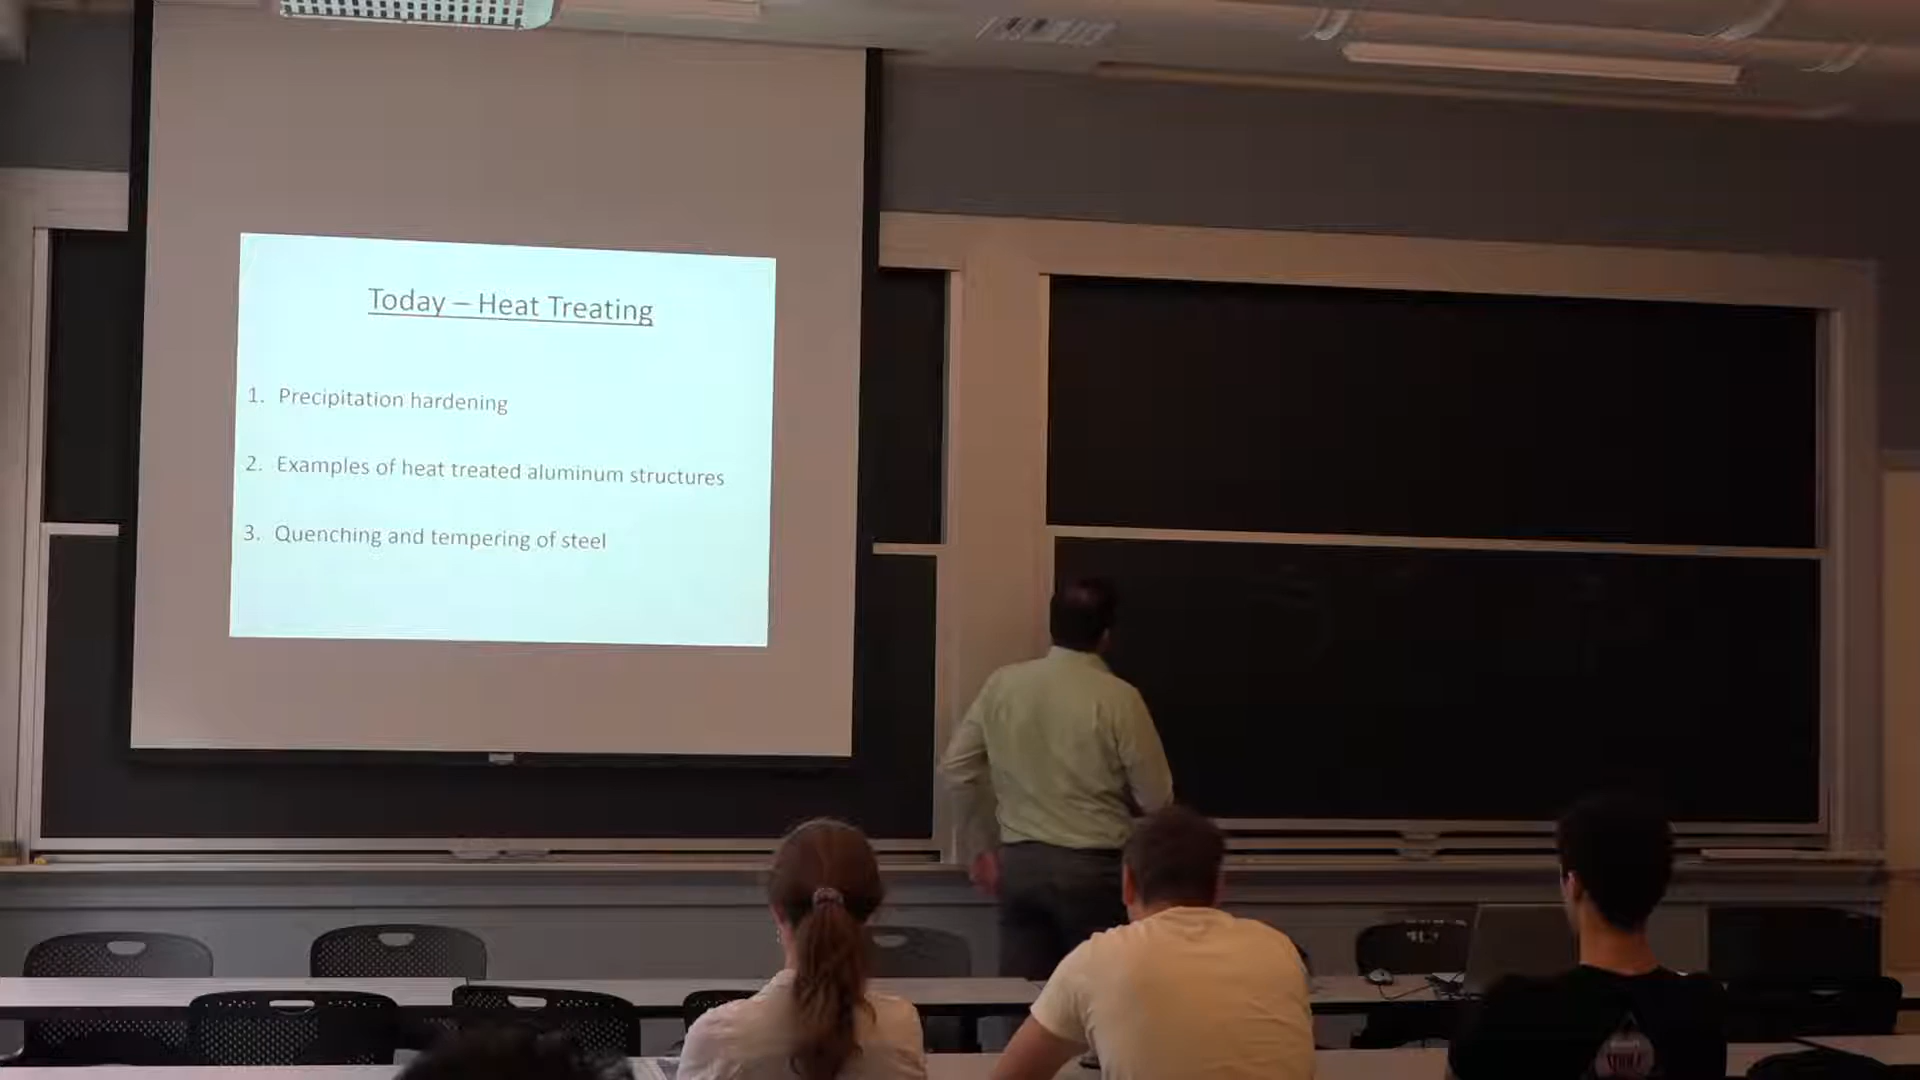 Today – Heat Treating
1. Precipitation hardening
2. Examples of heat treated aluminum structures
3. Quenching and tempering of steel